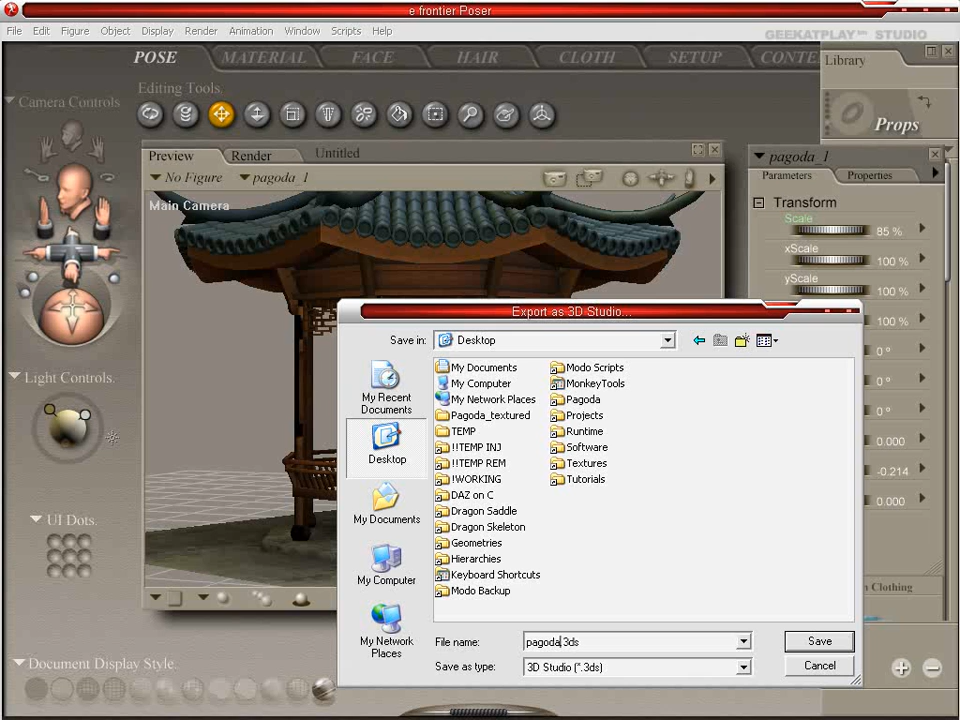 e frontier Poser
File Edit Figure Object Display Render Animation Window Scripts Help
GEEKATPLAY STUDIO
POSE MATERIAL FACE HAIR CLOTH SETUP CONTE
Library
Camera Controls
Editing Tools.
Props
Preview Render Untitled
No Figure pagoda_1
Main Camera
pagoda_1
Parameters Properties
Transform
Scale
85 %
xScale
100 %
yScale
100 %
100 %
0 °
0 °
0 °
0.000
-0.214
0.000
Light Controls.
UI Dots.
Document Display Style.
n Clothing
Export as 3D Studio...
Save in: Desktop
My Recent Documents
Desktop
My Documents
My Computer
My Network Places
My Documents
My Computer
My Network Places
Pagoda_textured
TEMP
!!TEMP INJ
!!TEMP REM
!WORKING
DAZ on C
Dragon Saddle
Dragon Skeleton
Geometries
Hierarchies
Keyboard Shortcuts
Modo Backup
Modo Scripts
MonkeyTools
Pagoda
Projects
Runtime
Software
Textures
Tutorials
File name: pagoda.3ds
Save
Save as type: 3D Studio (*.3ds)
Cancel